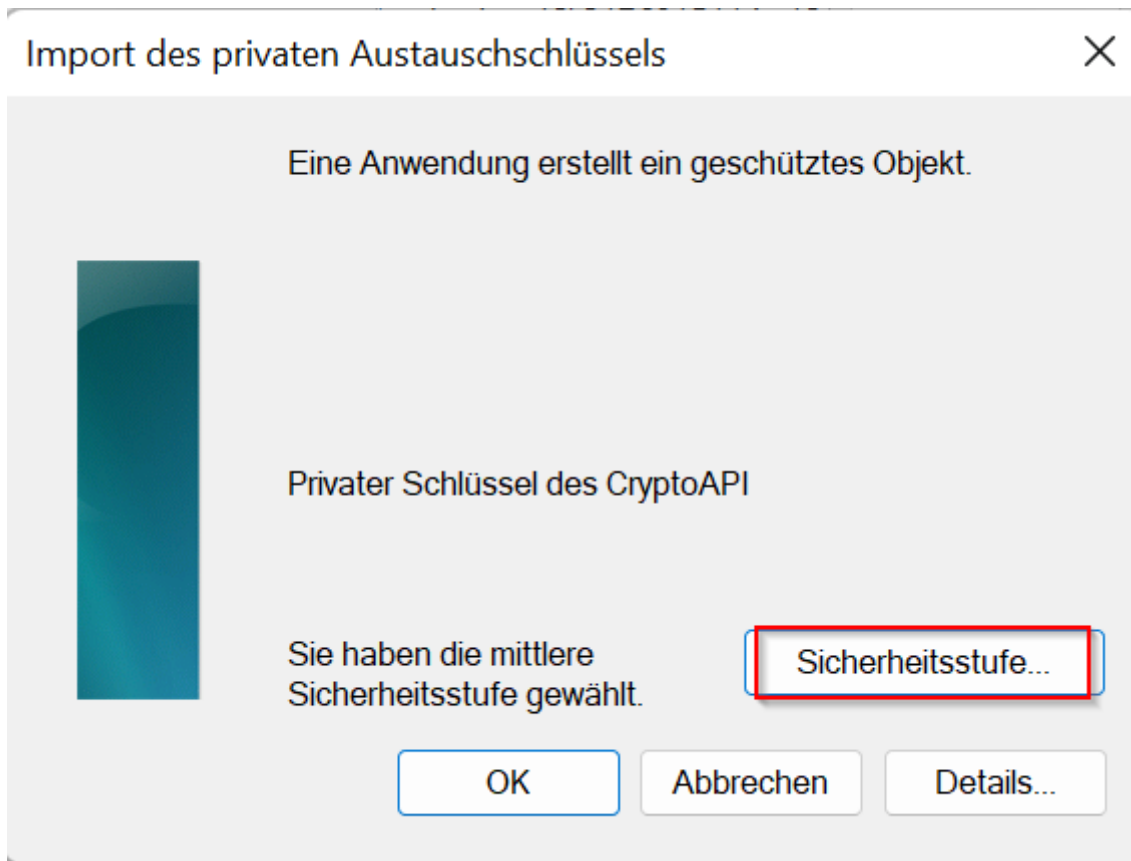 Import des privaten Austauschschlüssels
Eine Anwendung erstellt ein geschütztes Objekt.
Privater Schlüssel des CryptoAPI
Sie haben die mittlere
Sicherheitsstufe gewählt.
Sicherheitsstufe...
OK
Abbrechen
Details...